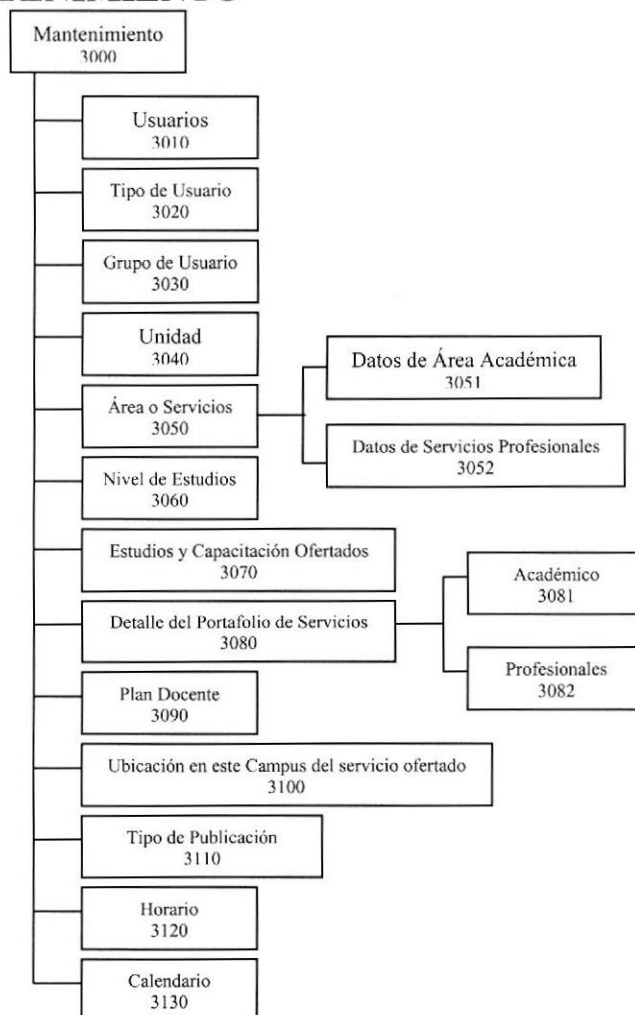 Mantenimiento
3000
Usuarios
3010
Tipo de Usuario
3020
Grupo de Usuario
3030
Unidad
3040
Datos de Área Académica
3051
Área o Servicios
3050
Datos de Servicios Profesionales
3052
Nivel de Estudios
3060
Estudios y Capacitación Ofertados
3070
Académico
3081
Detalle del Portafolio de Servicios
3080
Profesionales
3082
Plan Docente
3090
Ubicación en este Campus del servicio ofertado
3100
Tipo de Publicación
3110
Horario
3120
Calendario
3130